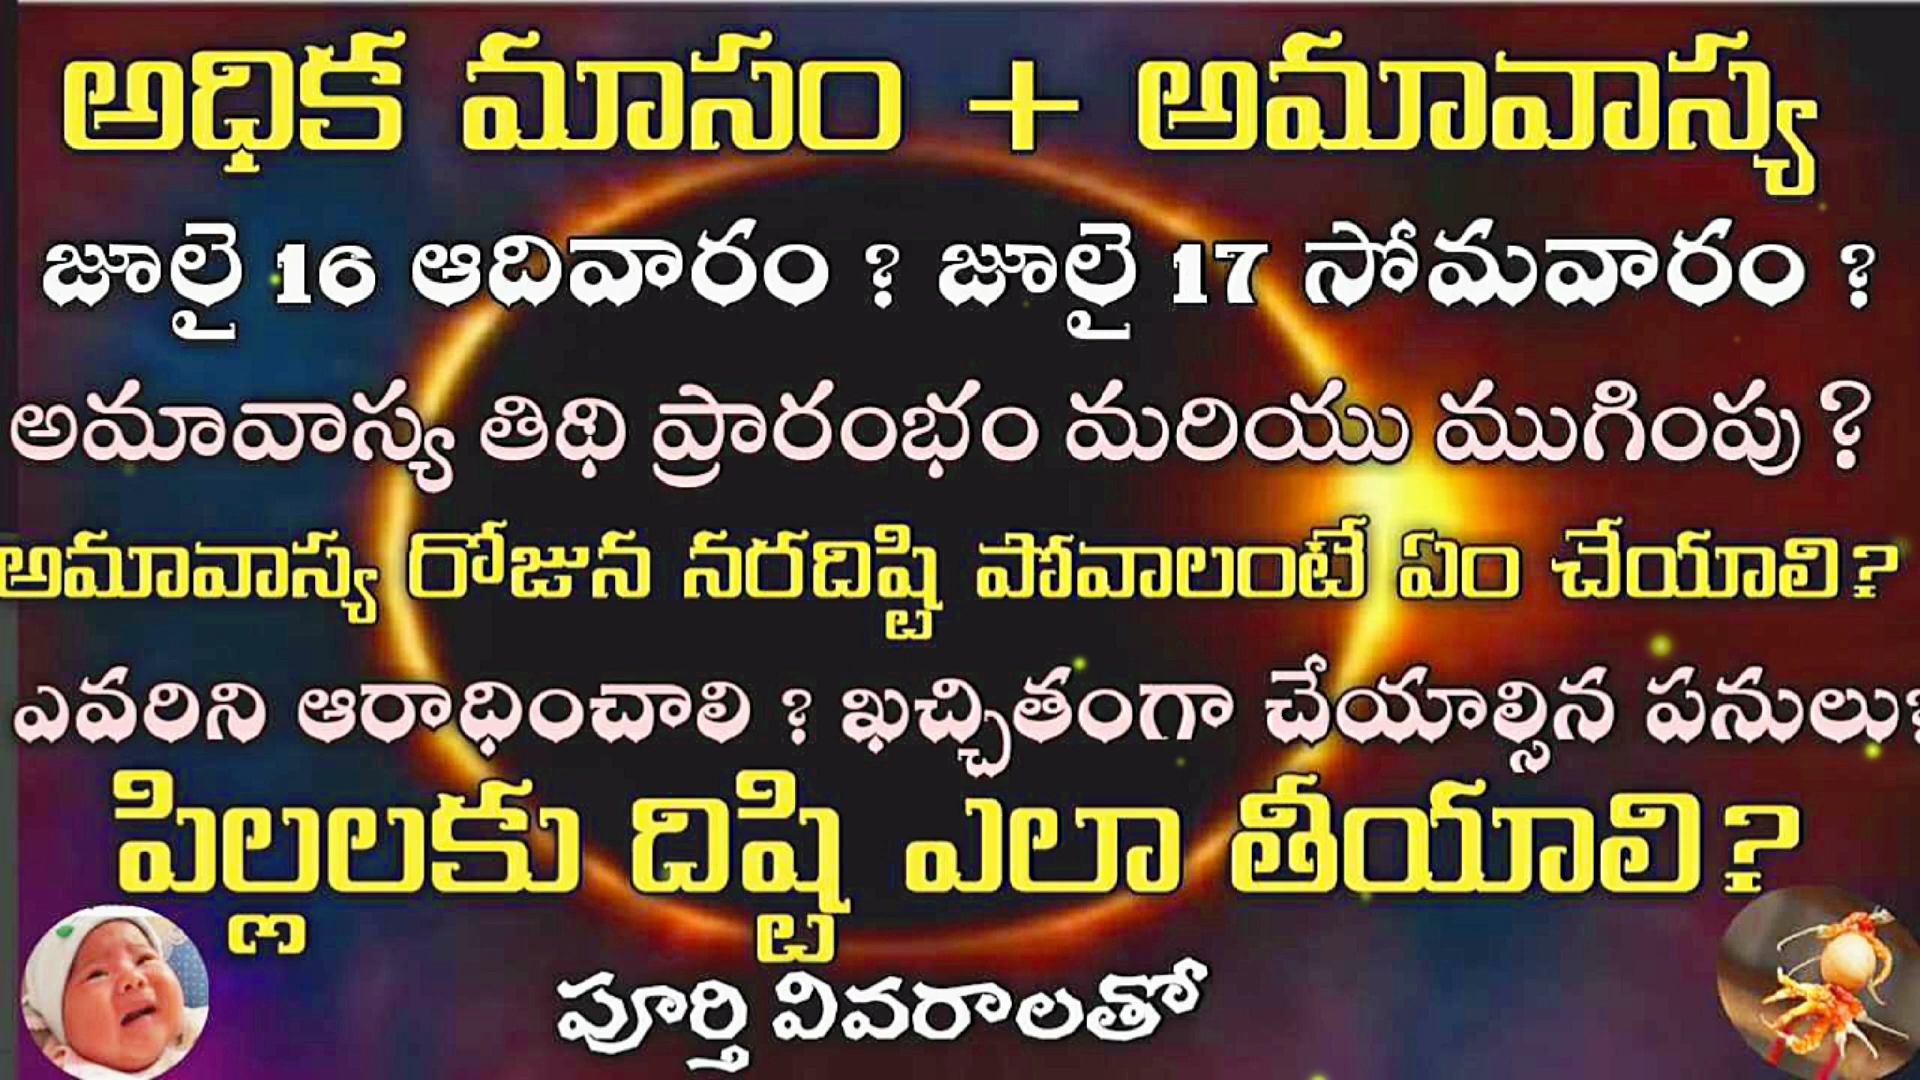 అధిక మాసం + అమావాస్య
జూలై 16 ఆదివారం ? జూలై 17 సోమవారం ?
అమావాస్య తిథి ప్రారంభం మరియు ముగింపు ?
అమావాస్య రోజున నరదిష్టి పోవాలంటే ఏం చేయాలి?
ఎవరిని ఆరాధించాలి ? ఖచ్చితంగా చేయాల్సిన పనులు?
పిల్లలకు దిష్టి ఎలా తీయాలి?
పూర్తి వివరాలతో